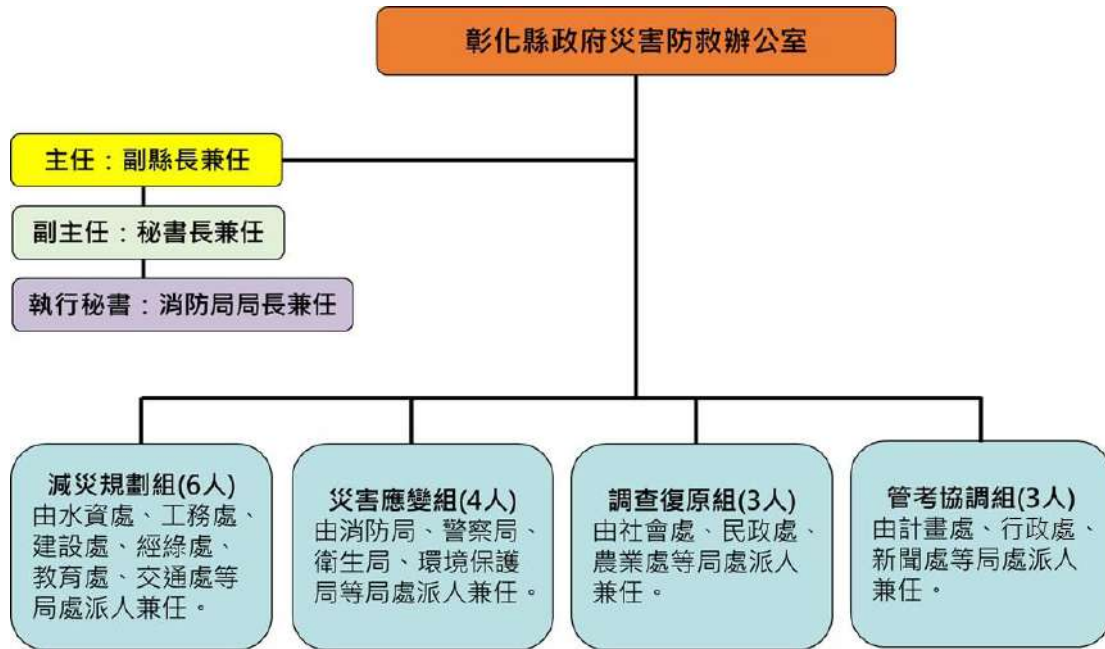 彰化縣政府災害防救辦公室
主任：副縣長兼任
副主任：秘書長兼任
執行秘書：消防局局長兼任
減災規劃組(6人)
由水資處、工務處、
建設處、經綠處、
教育處、交通處等
局處派人兼任。
災害應變組(4人)
由消防局、警察局、
衛生局、環境保護
局等局處派人兼任。
調查復原組(3人)
由社會處、民政處、
農業處等局處派人
兼任。
管考協調組(3人)
由計畫處、行政處、
新聞處等局處派人
兼任。